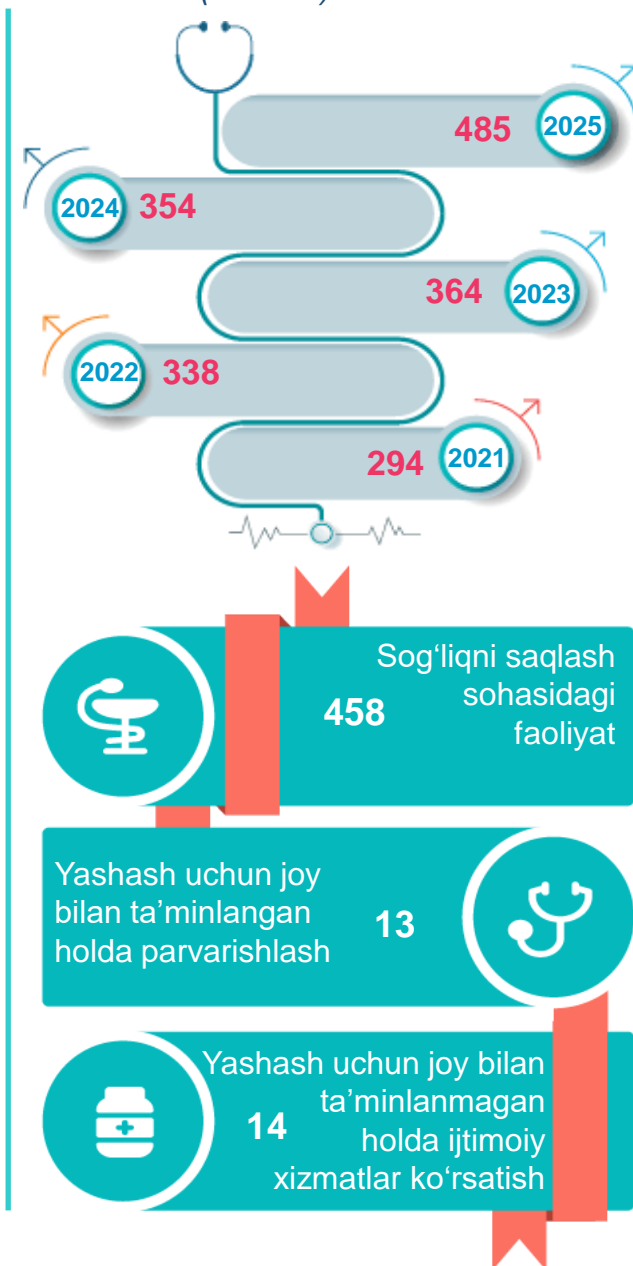 485 2025
2024 354
364 2023
2022 338
294 2021
Sog‘liqni saqlash
458 sohasidagi
faoliyat
Yashash uchun joy
bilan ta’minlangan 13
holda parvarishlash
Yashash uchun joy bilan
ta’minlanmagan
14 holda ijtimoiy
xizmatlar ko‘rsatish